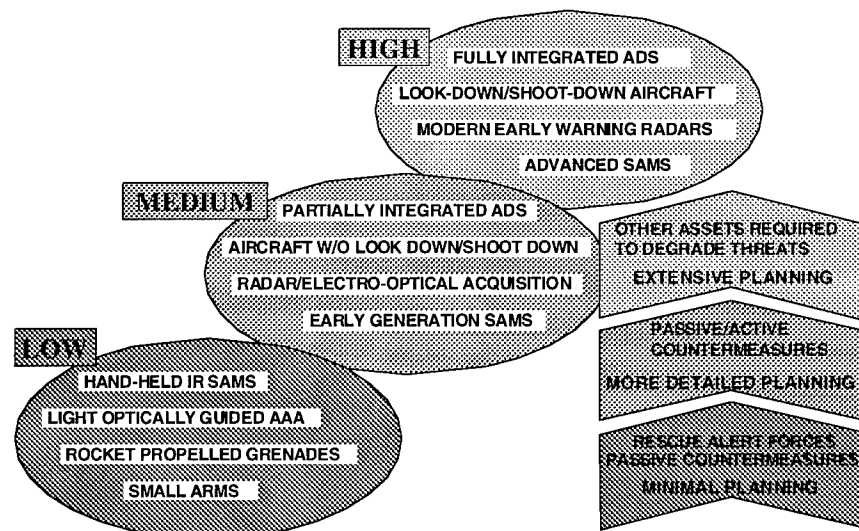 HIGH
FULLY INTEGRATED ADS
LOOK-DOWN/SHOOT-DOWN AIRCRAFT
MODERN EARLY WARNING RADARS
ADVANCED SAMS
MEDIUM
PARTIALLY INTEGRATED ADS
AIRCRAFT W/O LOOK DOWN/SHOOT DOWN
RADAR/ELECTRO-OPTICAL ACQUISITION
EARLY GENERATION SAMS
LOW
HAND-HELD IR SAMS
LIGHT OPTICALLY GUIDED AAA
ROCKET PROPELLED GRENADES
SMALL ARMS
OTHER ASSETS REQUIRED
TO DEGRADE THREATS
EXTENSIVE PLANNING
PASSIVE/ACTIVE
COUNTERMEASURES
MORE DETAILED PLANNING
RESCUE ALERT FORCES
PASSIVE COUNTERMEASURES
MINIMAL PLANNING